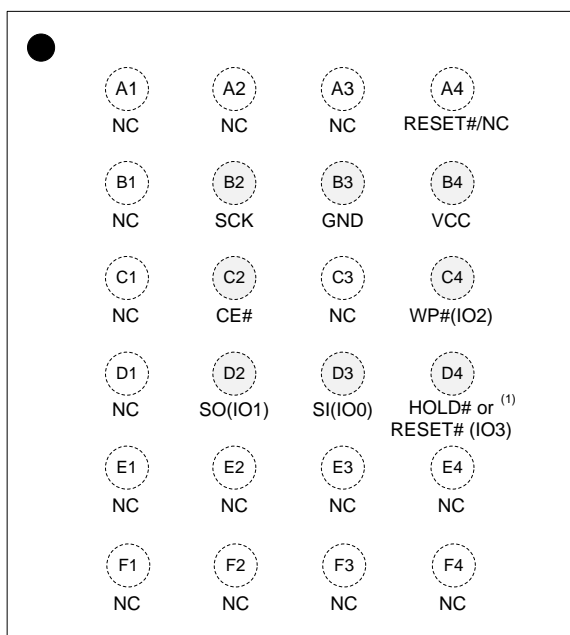 A1 A2 A3 A4
NC NC NC RESET#/NC
B1 B2 B3 B4
NC SCK GND VCC
C1 C2 C3 C4
NC CE# NC WP#(IO2)
D1 D2 D3 D4
NC SO(IO1) SI(IO0) HOLD# or (1)
RESET# (IO3)
E1 E2 E3 E4
NC NC NC NC
F1 F2 F3 F4
NC NC NC NC